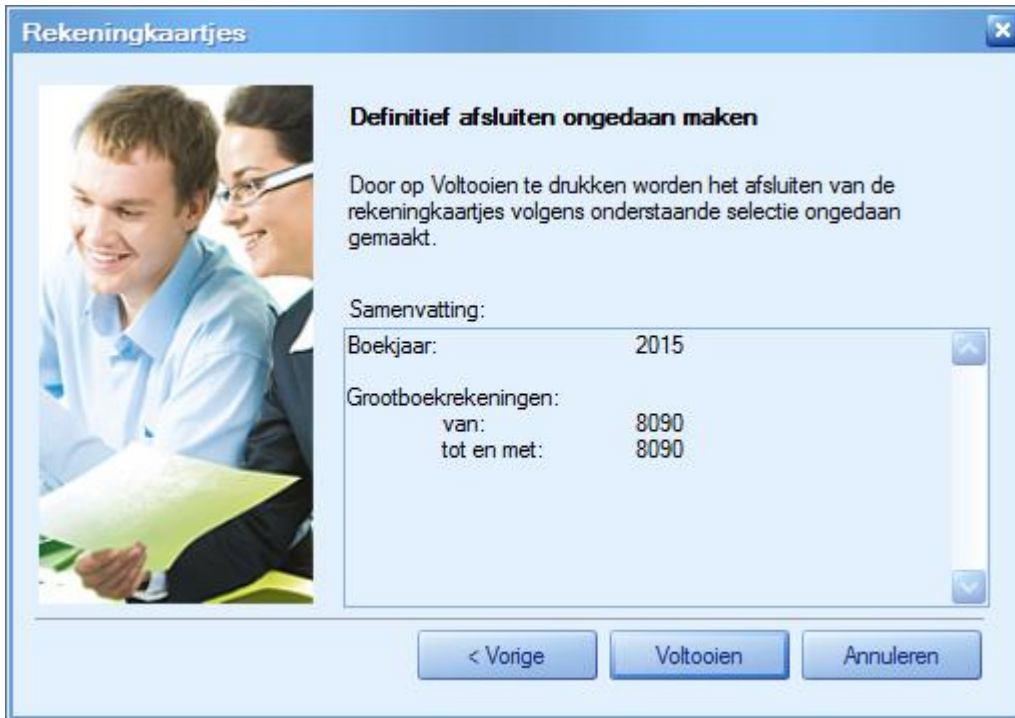 Rekeningkaartjes
Definitief afsluiten ongedaan maken
Door op Voltooien te drukken worden het afsluiten van de
rekeningkaartjes volgens onderstaande selectie ongedaan
gemaakt.
Samenvatting:
Boekjaar: 2015
Grootboekrekeningen:
van: 8090
tot en met: 8090
< Vorige Voltooien Annuleren